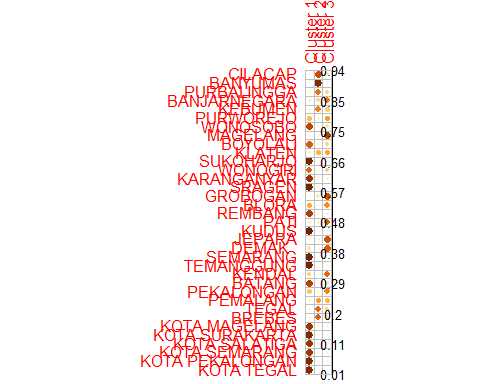 Cluster 1
Cluster 2
Cluster 3
CILACAP
BANYUMAS
PURBALINGGA
BANJARNEGARA
KEBUMEN
PURWOREJO
WONOSOBO
MAGELANG
BOYOLALI
KLATEN
SUKOHARJO
WONOGIRI
KARANGANYAR
SRAGEN
GROBOGAN
BLORA
REMBANG
PATI
KUDUS
JEPARA
DEMAK
SEMARANG
TEMANGGUNG
KENDAL
BATANG
PEKALONGAN
PEMALANG
TEGAL
BREBES
KOTA MAGELANG
KOTA SURAKARTA
KOTA SALATIGA
KOTA SEMARANG
KOTA PEKALONGAN
KOTA TEGAL
0.94
0.85
0.75
0.66
0.57
0.48
0.38
0.29
0.2
0.11
0.01